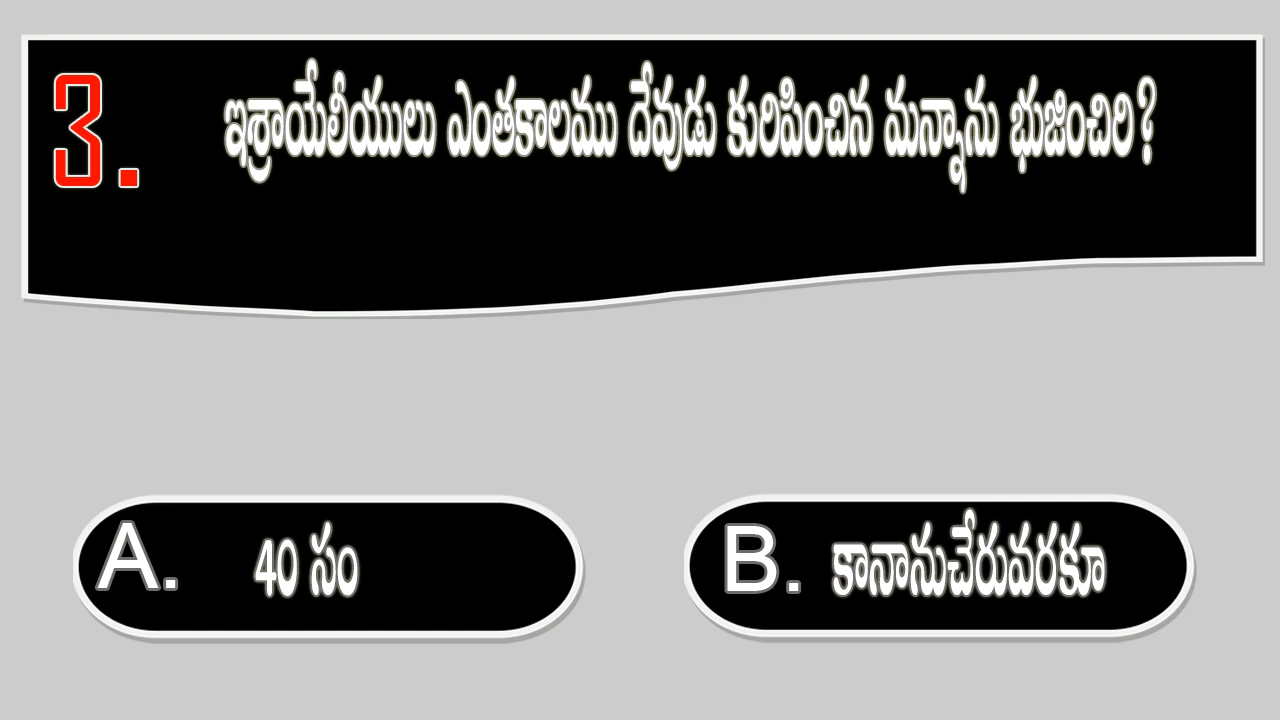 3. ఇశ్రాయేలీయులు ఎంతకాలము దేవుడు కురిపించిన మన్నాను భుజించిరి?
A. 40 సం
B. కానానుచేరువరకూ